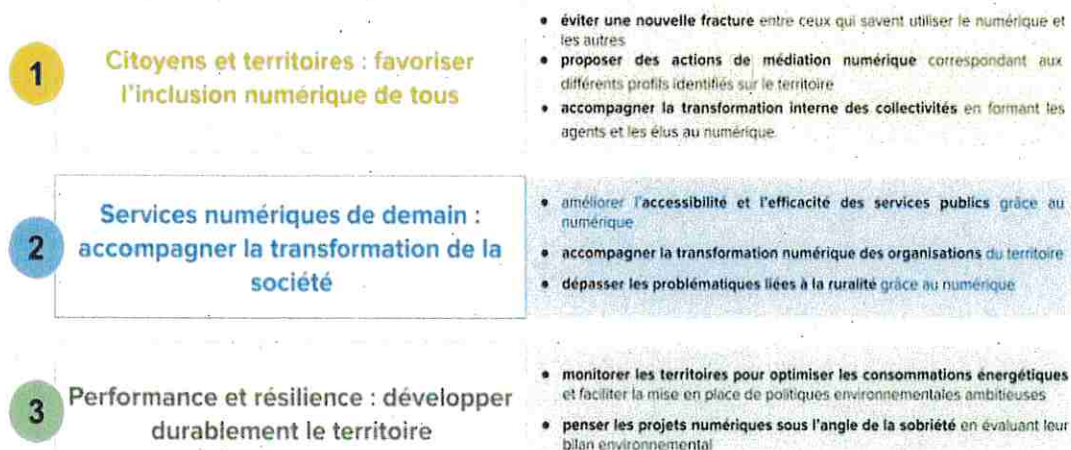 1
Citoyens et territoires : favoriser
l'inclusion numérique de tous
• éviter une nouvelle fracture entre ceux qui savent utiliser le numérique et
les autres
• proposer des actions de médiation numérique correspondant aux
différents profils identifiés sur le territoire
• accompagner la transformation interne des collectivités en formant les
agents et les élus au numérique.
2
Services numériques de demain :
accompagner la transformation de la
société
• améliorer l'accessibilité et l'efficacité des services publics grâce au
numérique
• accompagner la transformation numérique des organisations du territoire
• dépasser les problématiques liées à la ruralité grâce au numérique
3
Performance et résilience : développer
durablement le territoire
• monitorer les territoires pour optimiser les consommations énergétiques
et faciliter la mise en place de politiques environnementales ambitieuses
• penser les projets numériques sous l'angle de la sobriété en évaluant leur
bilan environnemental